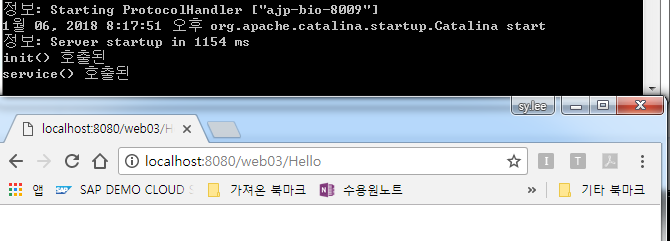 정보: Starting ProtocolHandler ["ajp-bio-8009"]
1월 06, 2018 8:17:51 오후 org.apache.catalina.startup.Catalina start
정보: Server startup in 1154 ms
init() 호출된
service() 호출된
sy.lee
localhost:8080/web03/H
localhost:8080/web03/Hello
앱 SAP DEMO CLOUD 가져온 북마크 수용원노트 » 기타 북마크